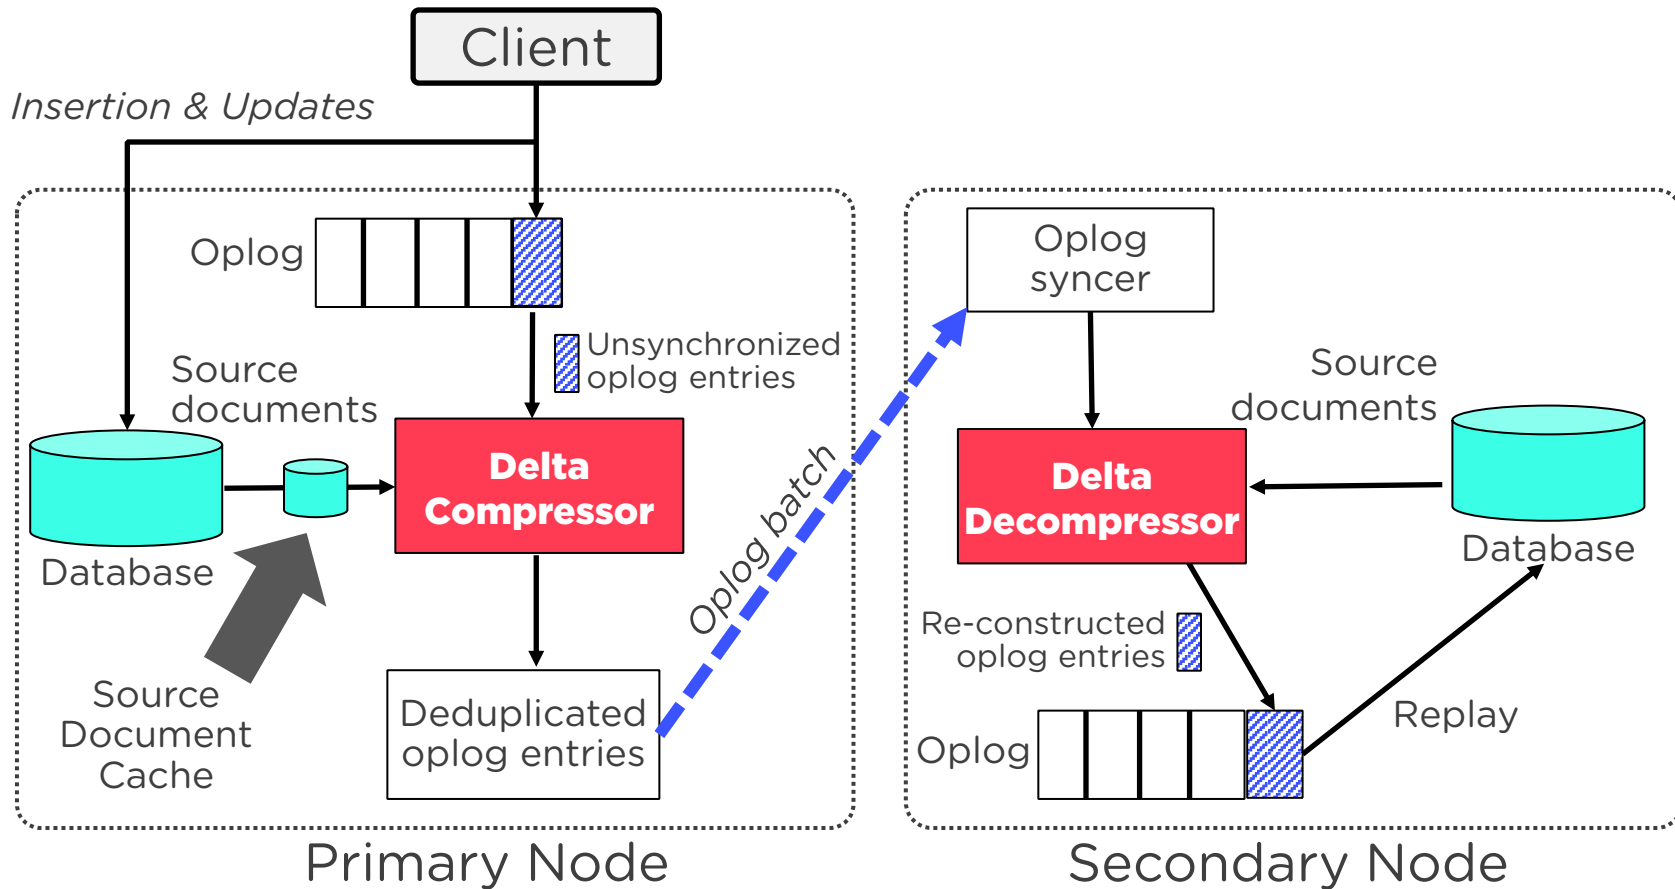 Client
Insertion & Updates
Oplog
Unsynchronized
oplog entries
Source
documents
Delta
Compressor
Database
Source
Document
Cache
Deduplicated
oplog entries
Primary Node
Oplog batch
Oplog
syncer
Source
documents
Delta
Decompressor
Database
Re-constructed
oplog entries
Replay
Oplog
Secondary Node